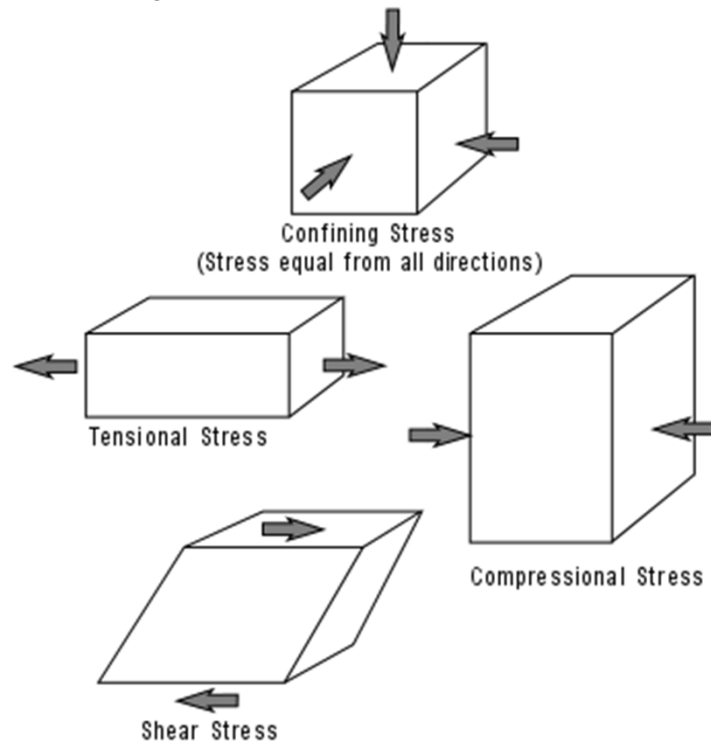 Confining Stress
(Stress equal from all directions)
Tensional Stress
Compressional Stress
Shear Stress